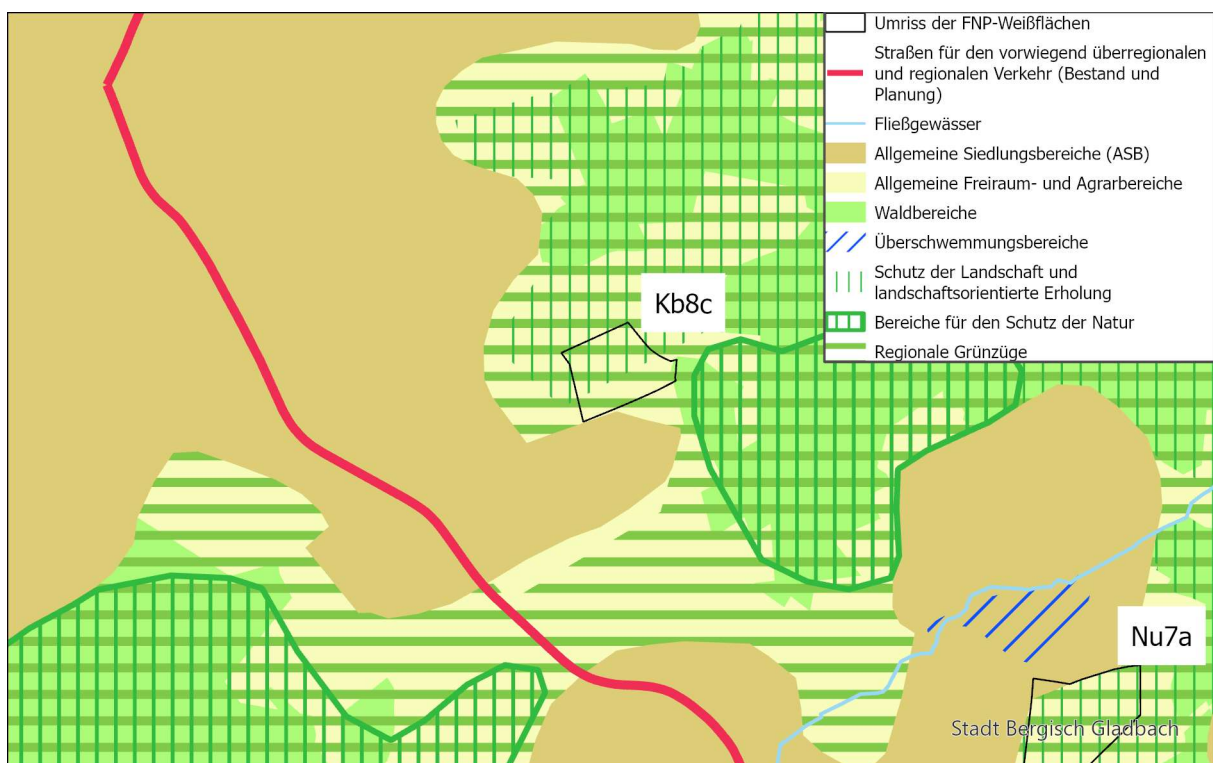 Umriss der FNP-Weißflächen
Straßen für den vorwiegend überregionalen
und regionalen Verkehr (Bestand und
Planung)
Fließgewässer
Allgemeine Siedlungsbereiche (ASB)
Allgemeine Freiraum- und Agrarbereiche
Waldbereiche
Überschwemmungsbereiche
Schutz der Landschaft und
landschaftsorientierte Erholung
Bereiche für den Schutz der Natur
Regionale Grünzüge
Kb8c
Nu7a
Stadt Bergisch Gladbach